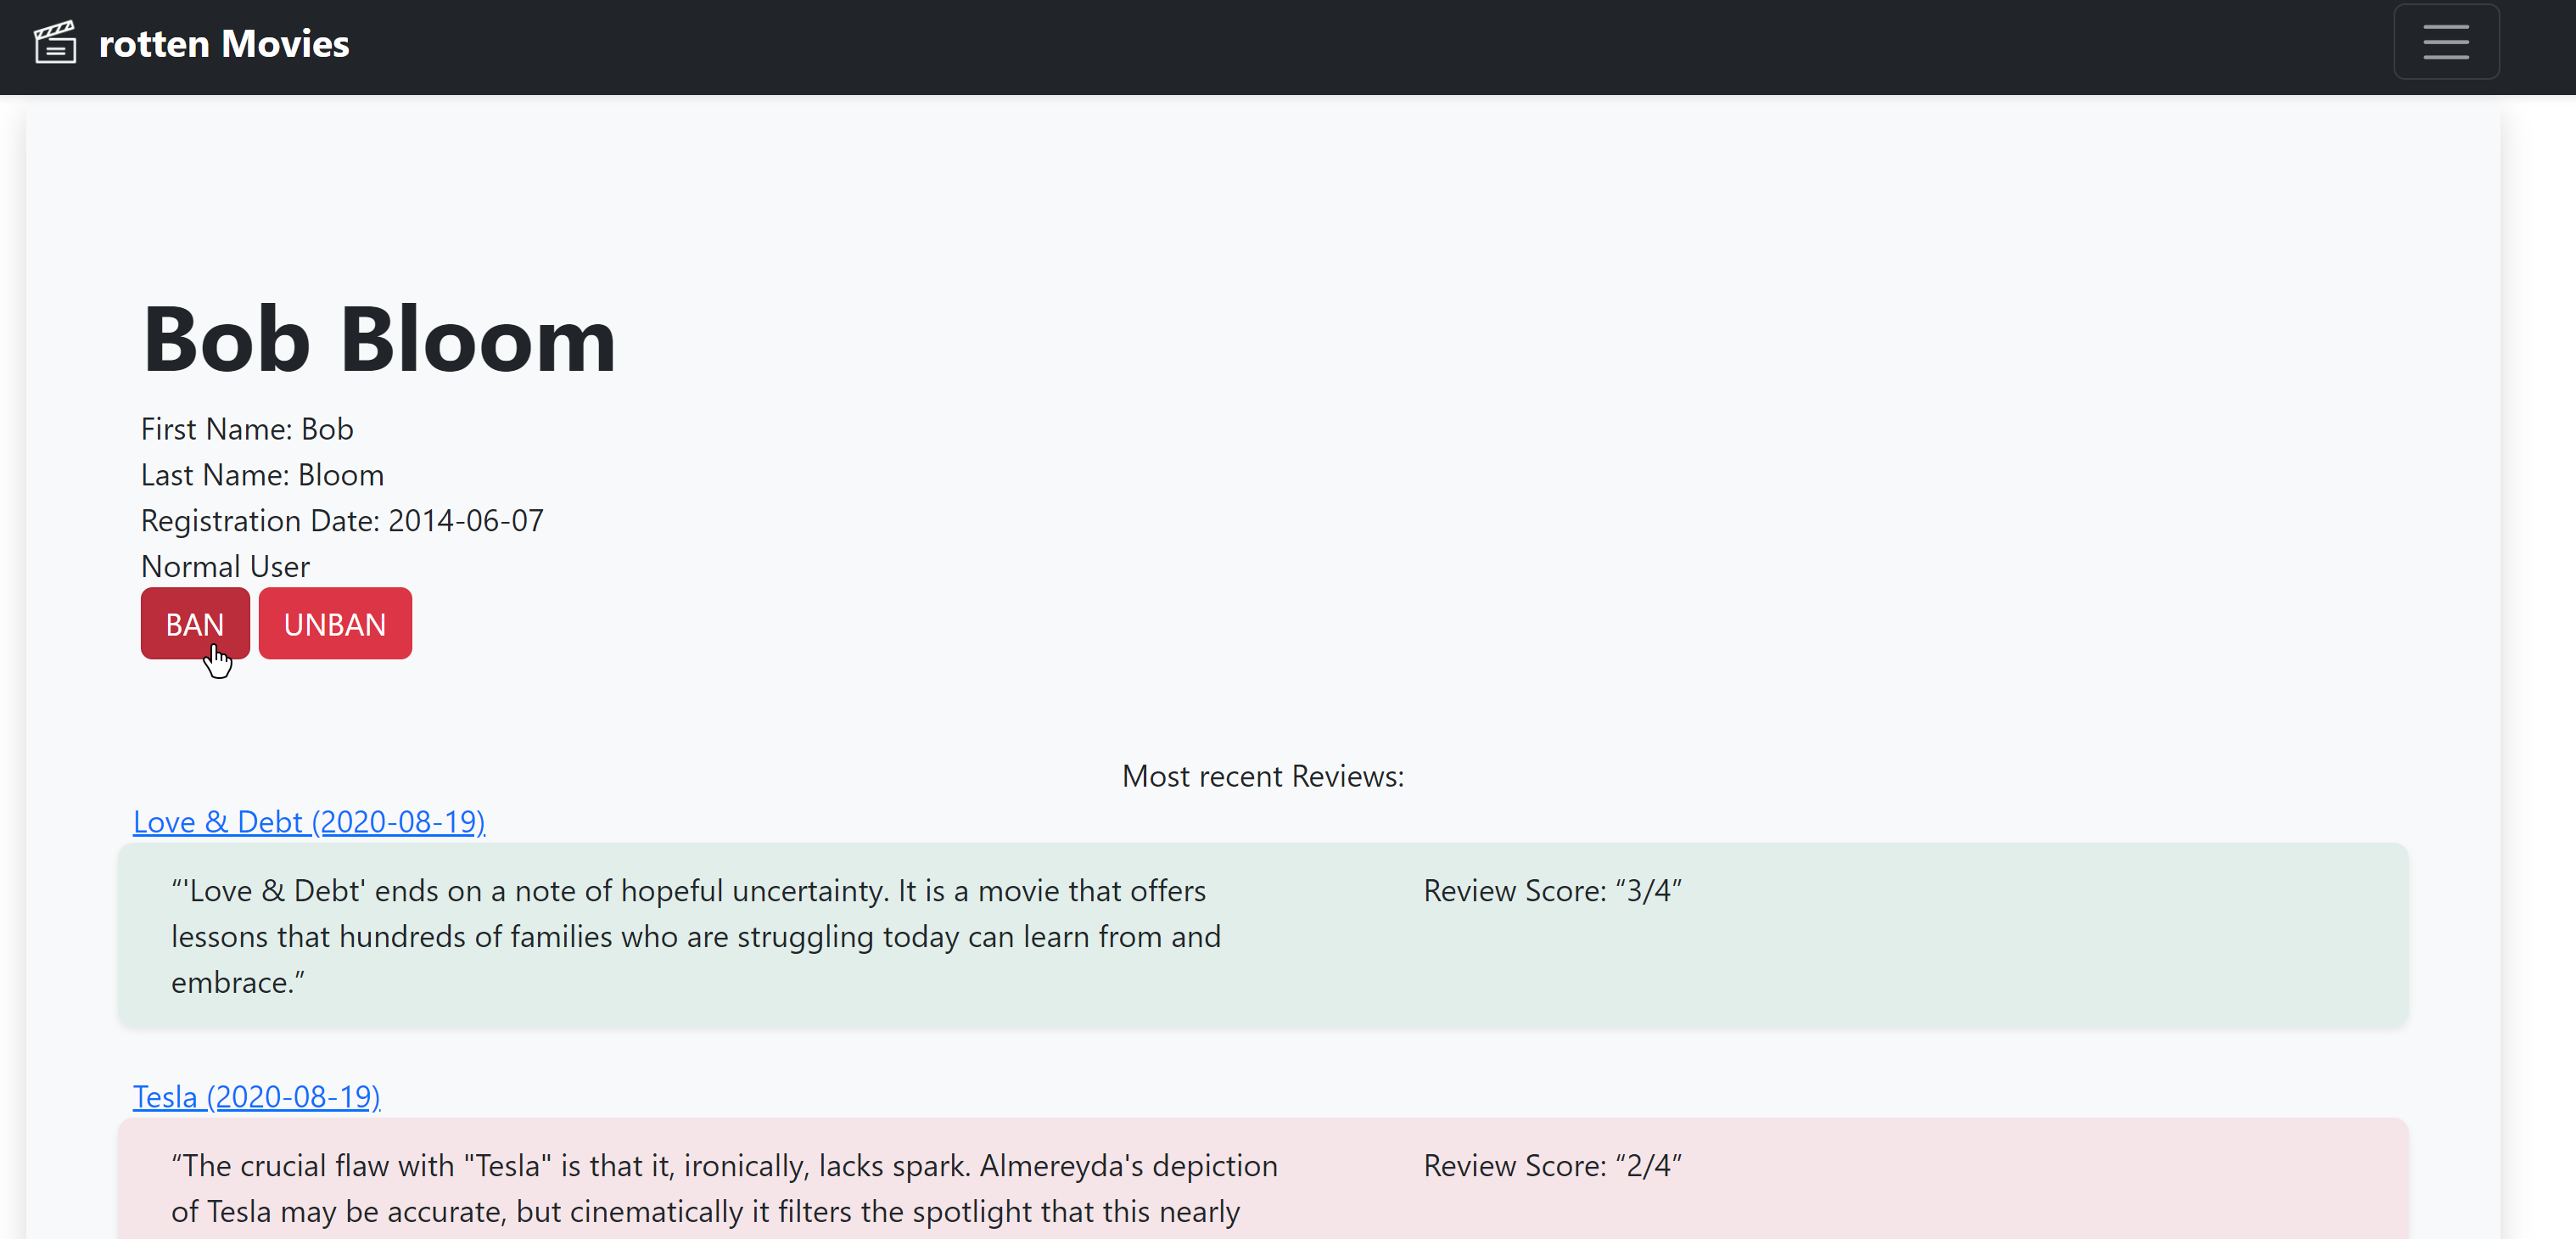 rotten Movies
Bob Bloom
First Name: Bob
Last Name: Bloom
Registration Date: 2014-06-07
Normal User
BAN UNBAN
Most recent Reviews:
Love & Debt (2020-08-19)
“'Love & Debt' ends on a note of hopeful uncertainty. It is a movie that offers
lessons that hundreds of families who are struggling today can learn from and
embrace.”
Review Score: “3/4”
Tesla (2020-08-19)
“The crucial flaw with "Tesla" is that it, ironically, lacks spark. Almereyda's depiction
of Tesla may be accurate, but cinematically it filters the spotlight that this nearly
Review Score: “2/4”